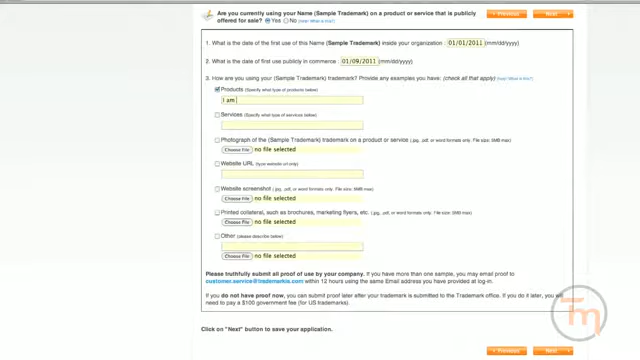 Are you currently using your Name (Sample Trademark) on a product or service that is publicly
offered for sale? Yes No
Previous Next
1. What is the date of the first use of this Name (Sample Trademark) inside your organization? 01/01/2011 (mm/dd/yyyy)
2. What is the date of first use publicly in commerce? 01/09/2011 (mm/dd/yyyy)
3. How are you using your (Sample Trademark) trademark? Provide any examples you have: (check all that apply)
Products (Specify what type of products below)
I am
Services (Specify what type of services below)
Photograph of the (Sample Trademark) trademark on a product or service (.jpg, .pdf, or word formats only. File size: 5MB max)
Choose File no file selected
Website URL (type website url only)
Website screenshot (.jpg, .pdf, or word formats only. File size: 5MB max)
Choose File no file selected
Printed collateral, such as brochures, marketing flyers, etc. (.jpg, .pdf, or word formats only. File size: 5MB max)
Choose File no file selected
Other (please describe below)
Choose File no file selected
Please truthfully submit all proof of use by your company. If you have more than one sample, you may email proof to
customer.service@trademarkia.com within 12 hours using the same Email address you have provided at log-in.
If you do not have proof now, you can submit proof later after your trademark is submitted to the Trademark office. If you do it later, you will
need to pay a $100 government fee (for US trademarks).
Click on "Next" button to save your application.
Previous Next